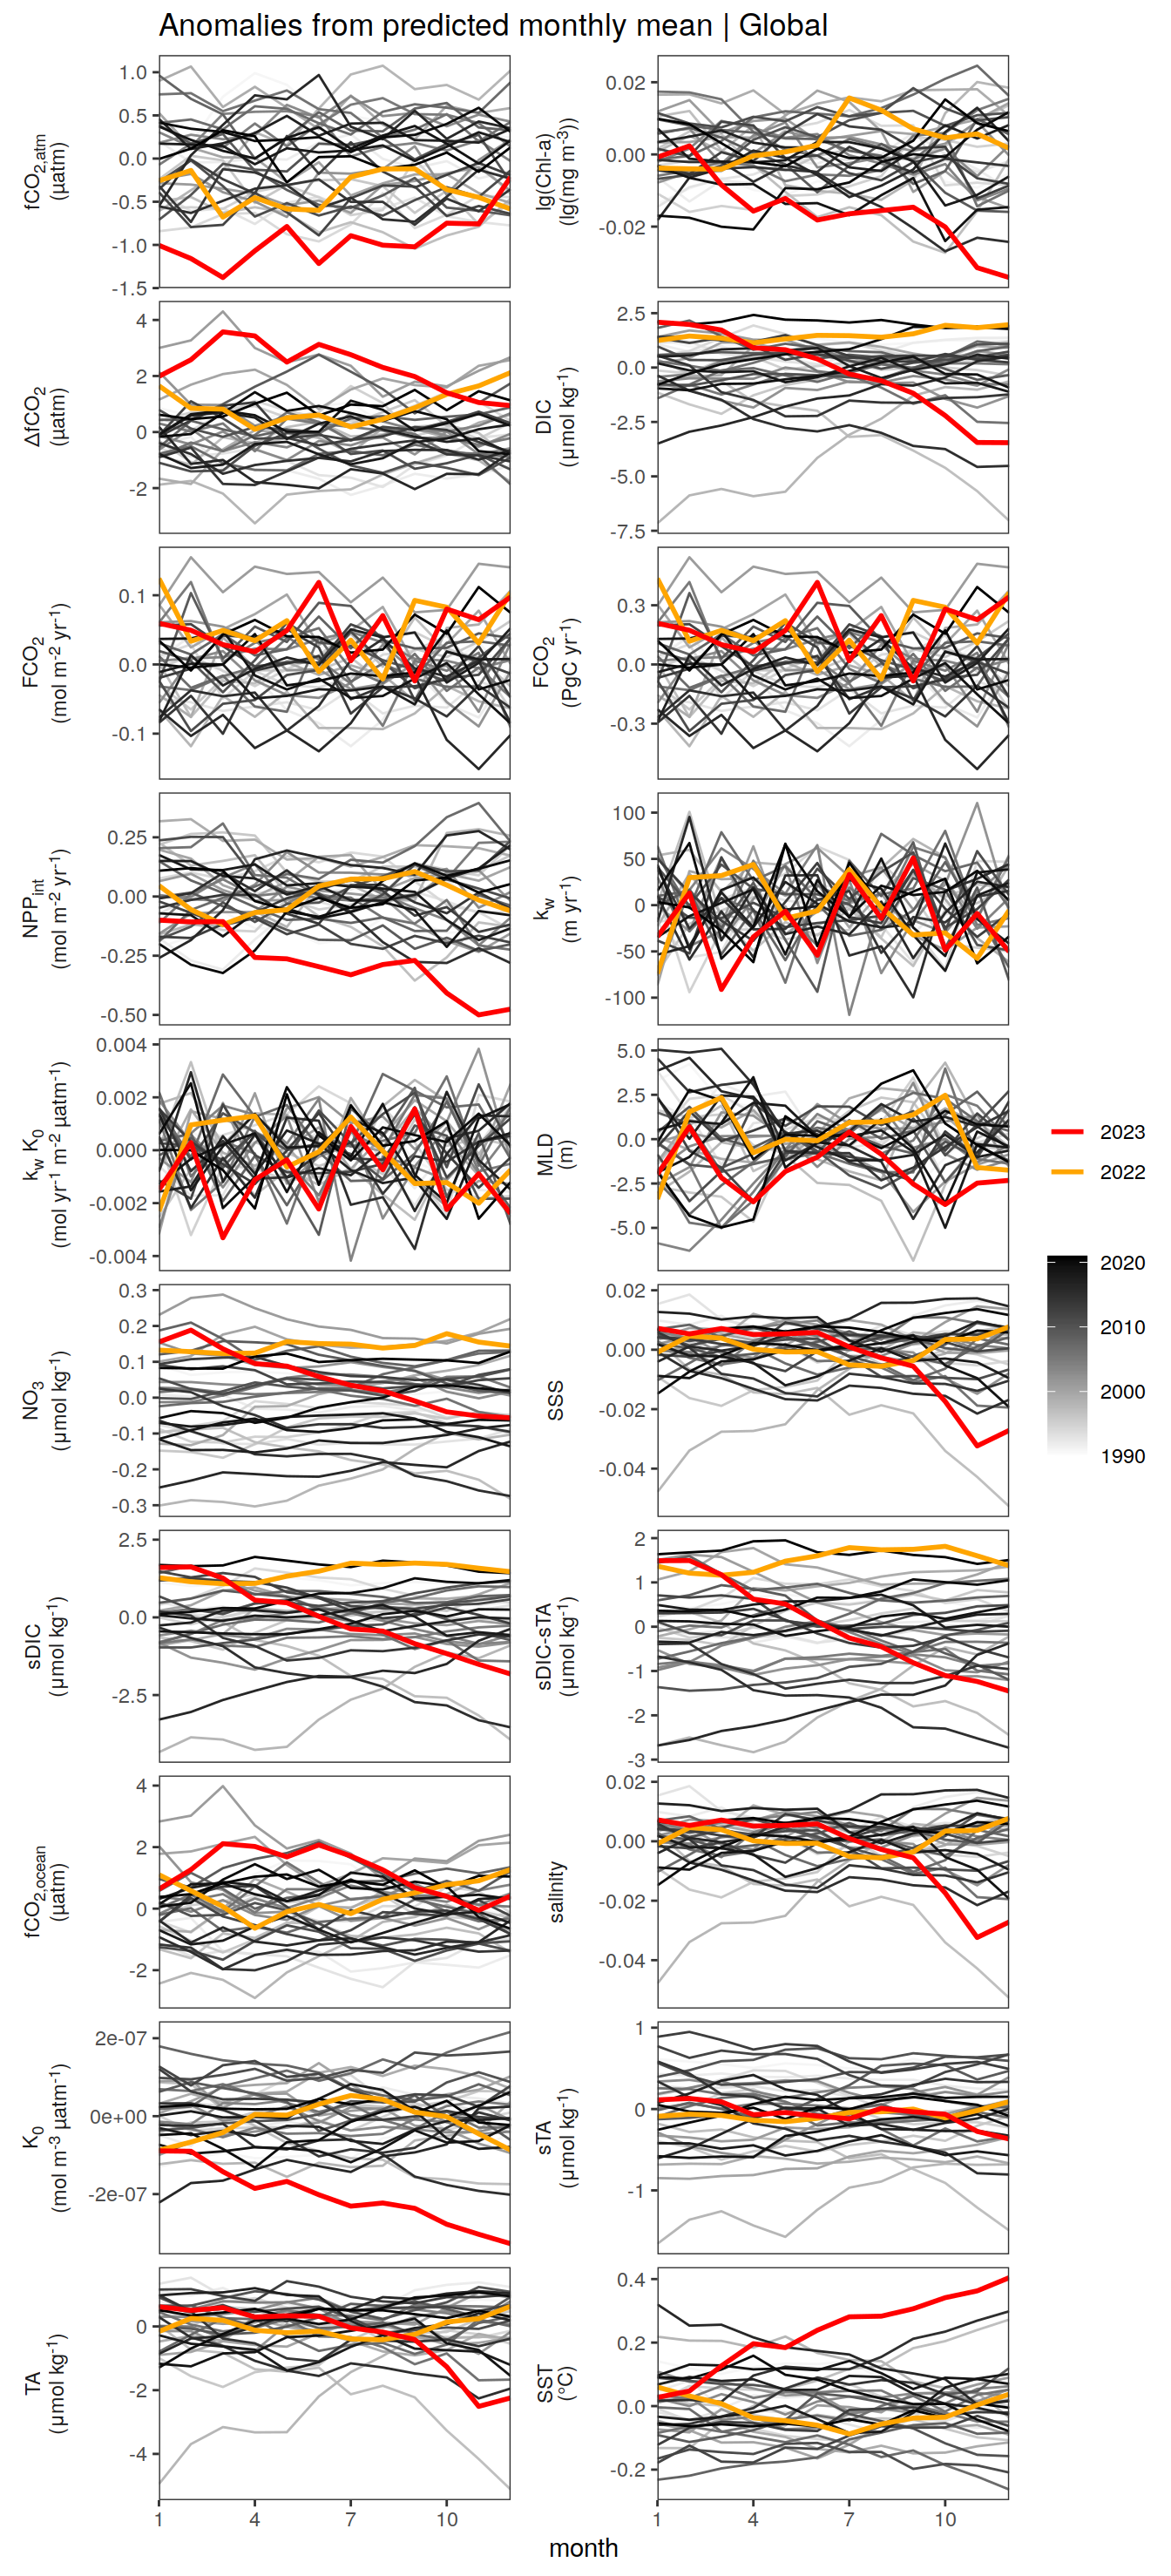 Anomalies from predicted monthly mean | Global
fCO2,atm
(µatm)
1.0
0.5
0.0
-0.5
-1.0
-1.5
lg(Chl-a)
(lg(mg m-3))
0.02
0.00
-0.02
ΔfCO2
(µatm)
4
2
0
-2
DIC
(µmol kg-1)
2.5
0.0
-2.5
-5.0
-7.5
FCO2
(mol m-2 yr-1)
0.1
0.0
-0.1
FCO2
(PgC yr-1)
0.3
0.0
-0.3
NPPint
(mol m-2 yr-1)
0.25
0.00
-0.25
-0.50
kw
(m yr-1)
100
50
0
-50
-100
kw K0
(mol yr-1 m-2 µatm-1)
0.004
0.002
0.000
-0.002
-0.004
MLD
(m)
5.0
2.5
0.0
-2.5
-5.0
2023
2022
2020
2010
2000
1990
NO3
(µmol kg-1)
0.3
0.2
0.1
0.0
-0.1
-0.2
-0.3
SSS
0.02
0.00
-0.02
-0.04
sDIC
(µmol kg-1)
2.5
0.0
-2.5
sDIC-sTA
(µmol kg-1)
2
1
0
-1
-2
-3
fCO2,ocean
(µatm)
4
2
0
-2
salinity
0.02
0.00
-0.02
-0.04
K0
(mol m-3 µatm-1)
2e-07
0e+00
-2e-07
sTA
(µmol kg-1)
1
0
-1
TA
(µmol kg-1)
0
-2
-4
SST
(°C)
0.4
0.2
0.0
-0.2
1
4
7
10
1
4
7
10
month